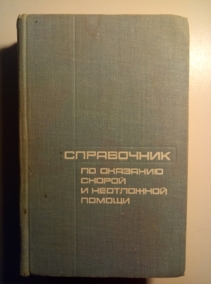 СПРАВОЧНИК
ПО ОКАЗАНИЮ
СКОРОЙ
И НЕОТЛОЖНОЙ
ПОМОЩИ